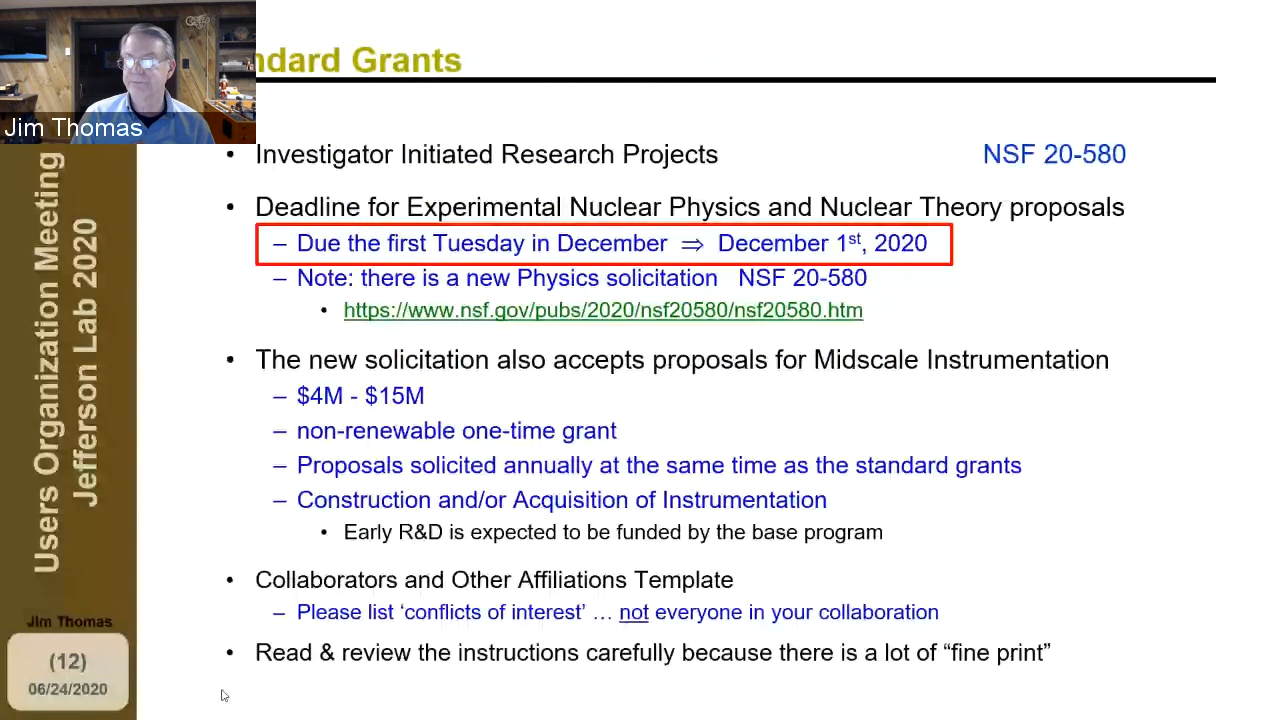 ndard Grants
Jim Thomas
• Investigator Initiated Research Projects NSF 20-580
• Deadline for Experimental Nuclear Physics and Nuclear Theory proposals
– Due the first Tuesday in December ⇒ December 1st, 2020
– Note: there is a new Physics solicitation NSF 20-580
• https://www.nsf.gov/pubs/2020/nsf20580/nsf20580.htm
• The new solicitation also accepts proposals for Midscale Instrumentation
– $4M - $15M
– non-renewable one-time grant
– Proposals solicited annually at the same time as the standard grants
– Construction and/or Acquisition of Instrumentation
• Early R&D is expected to be funded by the base program
• Collaborators and Other Affiliations Template
– Please list ‘conflicts of interest’ … not everyone in your collaboration
• Read & review the instructions carefully because there is a lot of “fine print”
Users Organization Meeting
Jefferson Lab 2020
Jim Thomas
(12)
06/24/2020